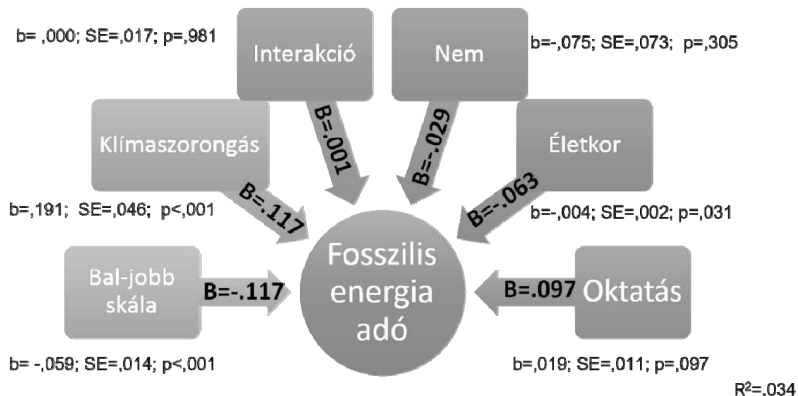 b= ,000; SE=,017; p=,981
Interakció
B=.001
Nem
b=-,075; SE=,073; p=,305
B=-.029
Klímaszorongás
b=,191; SE=,046; p<,001
B=.117
Életkor
b=-,004; SE=,002; p=,031
B=-.063
Bal-jobb
skála
b= -,059; SE=,014; p<,001
B=-.117
Fosszilis
energia
adó
B=.097
Oktatás
b=,019; SE=,011; p=,097
R²=.034